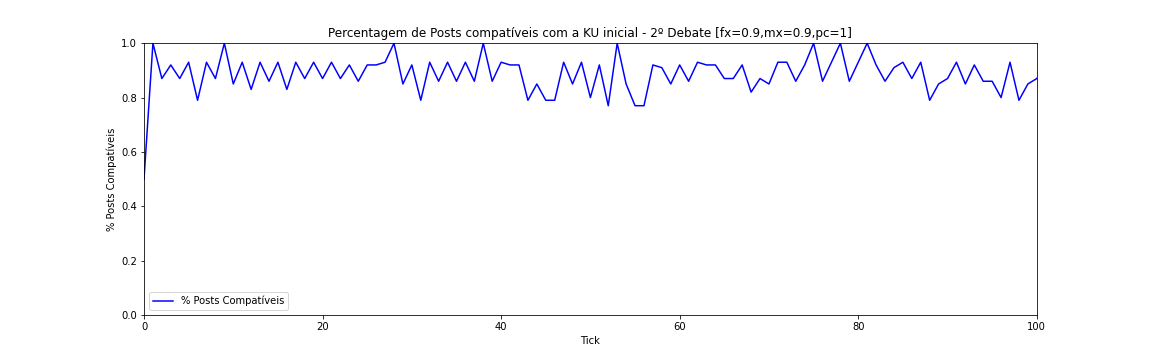 Percentagem de Posts compatíveis com a KU inicial - 2º Debate [fx=0.9,mx=0.9,pc=1]
1.0
0.8
0.6
0.4
0.2
0.0
% Posts Compatíveis
% Posts Compatíveis
0 20 40 60 80 100
Tick